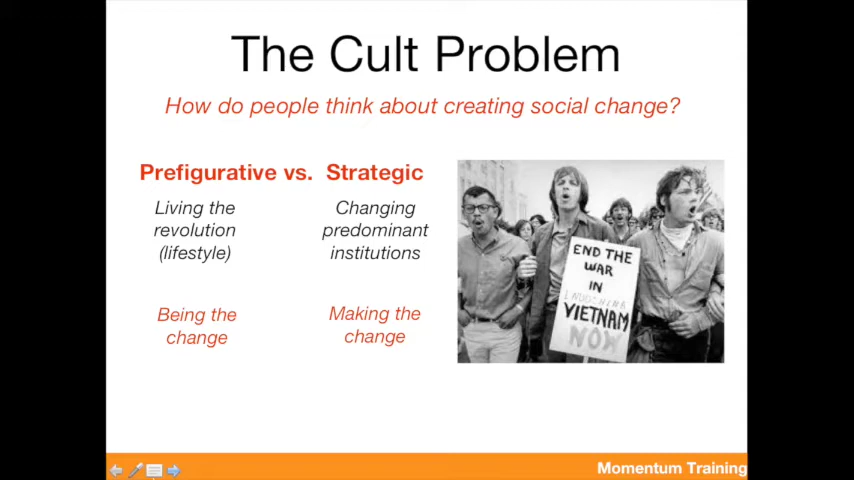 The Cult Problem
How do people think about creating social change?
Prefigurative vs. Strategic
Living the
revolution
(lifestyle)
Changing
predominant
institutions
Being the
change
Making the
change
END THE
WAR
IN
INDOCHINA
VIETNAM
NOW
Momentum Training